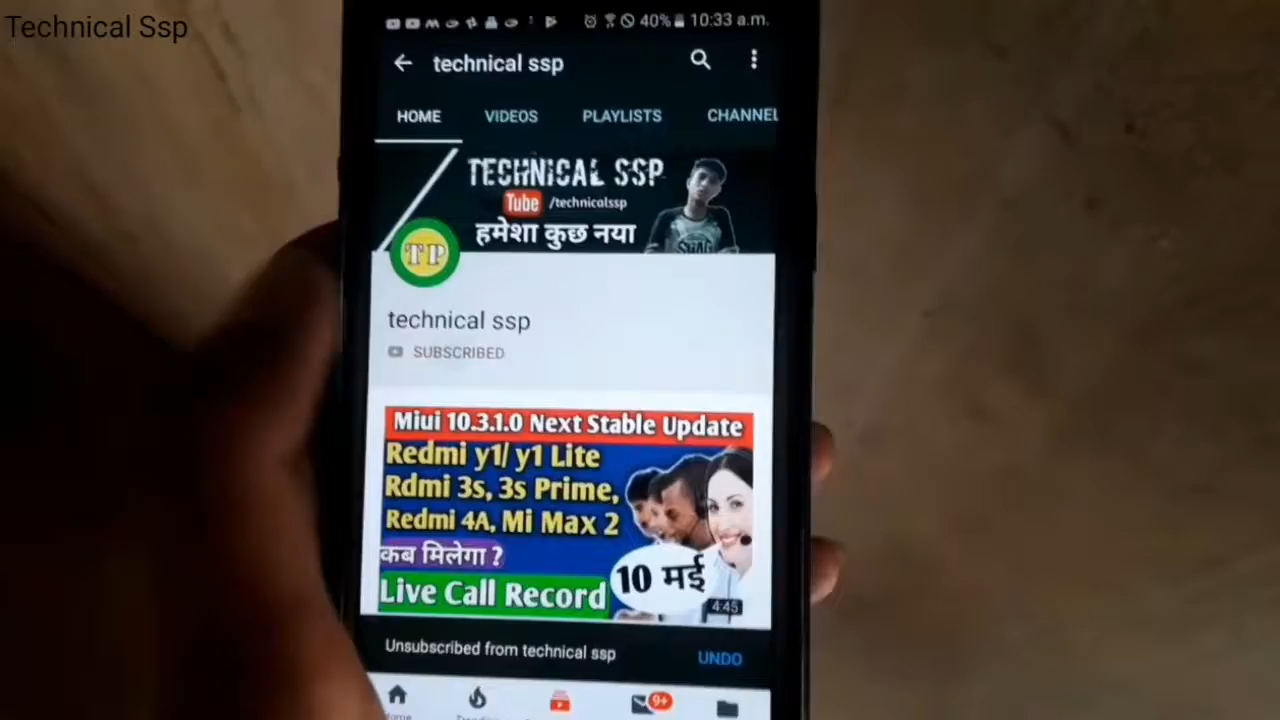 Technical Ssp
40% 10:33 a.m.
technical ssp
HOME VIDEOS PLAYLISTS CHANNEL
TECHNICAL SSP
Tube /technicalssp
हमेशा कुछ नया
TP
technical ssp
SUBSCRIBED
Miui 10.3.1.0 Next Stable Update
Redmi y1/ y1 Lite
Rdmi 3s, 3s Prime,
Redmi 4A, Mi Max 2
कब मिलेगा ?
10 मई
Live Call Record
4:45
Unsubscribed from technical ssp UNDO
9+